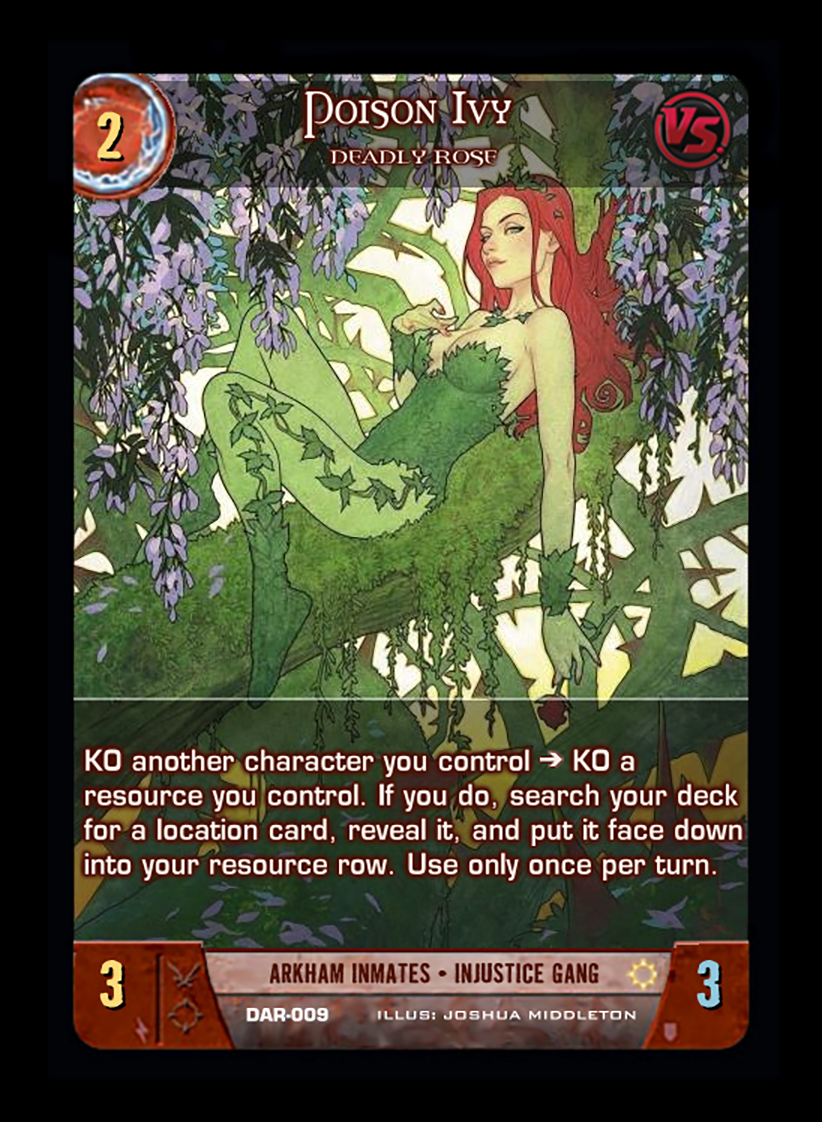 2
Poison Ivy
VS.
DEADLY ROSE
KO another character you control ➔ KO a
resource you control. If you do, search your deck
for a location card, reveal it, and put it face down
into your resource row. Use only once per turn.
3
ARKHAM INMATES • INJUSTICE GANG
3
DAR-009 ILLUS: JOSHUA MIDDLETON